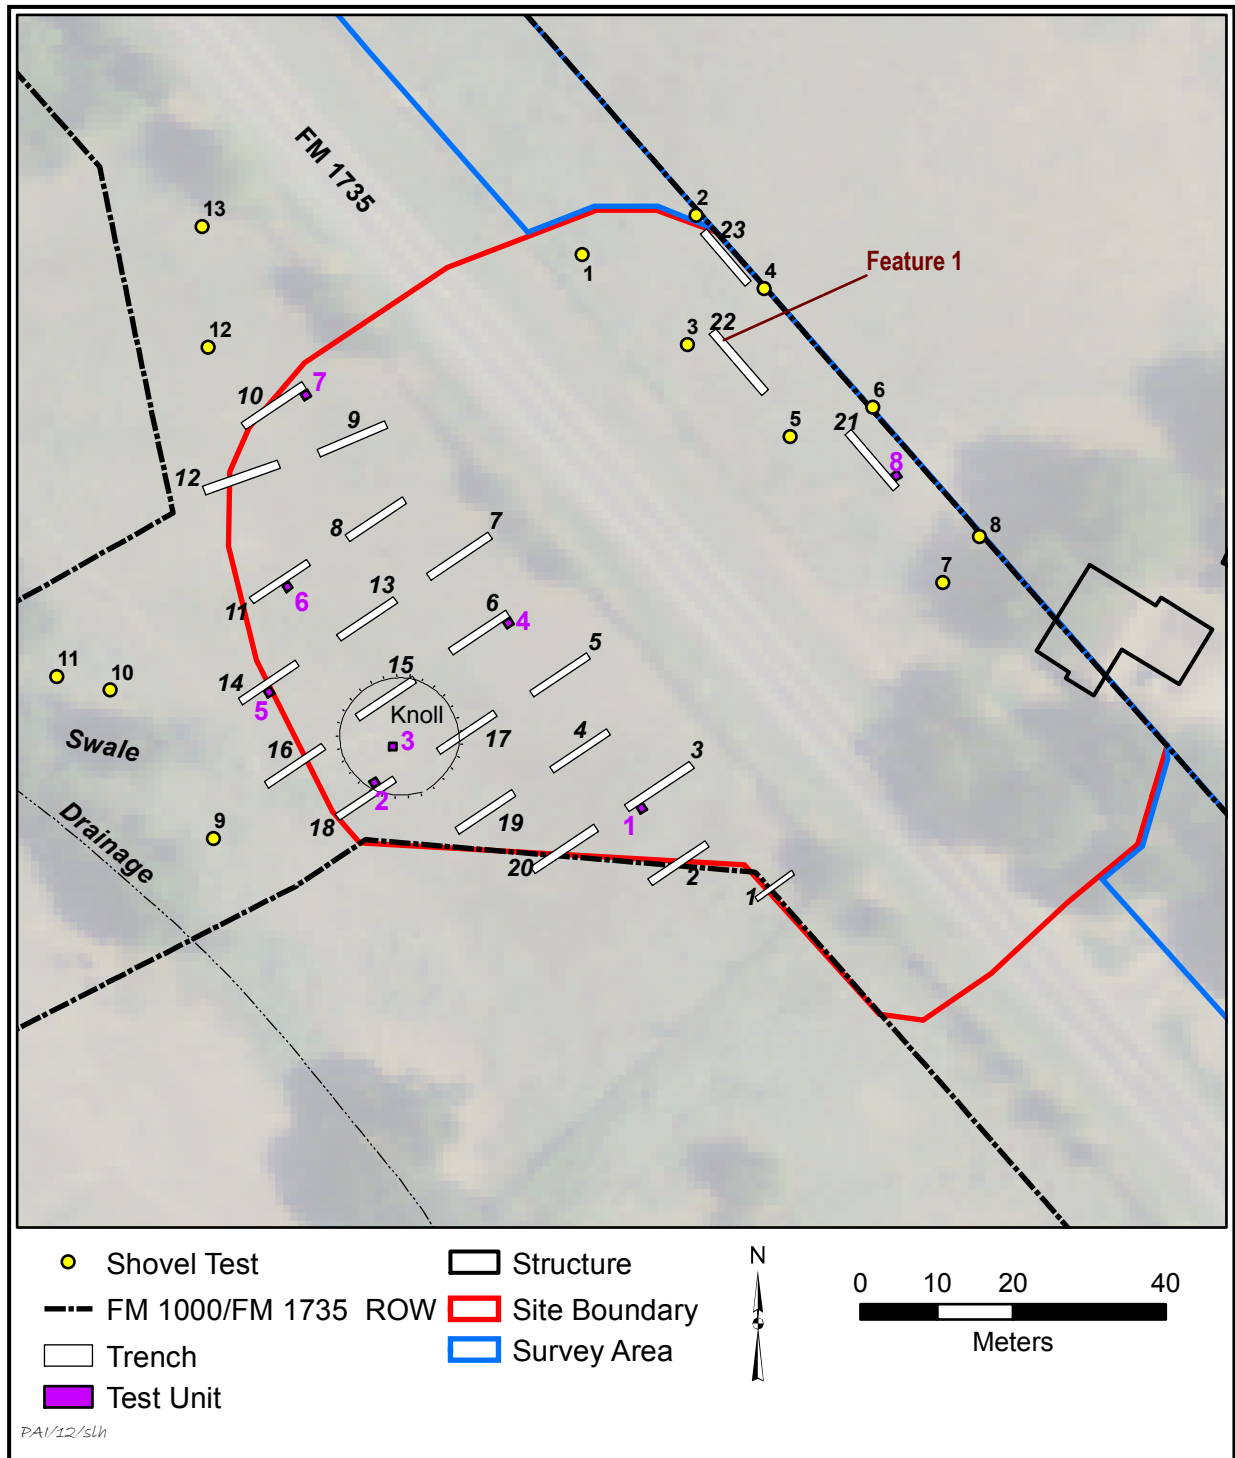 FM 1735
13
2
23
1
4
Feature 1
12
3
22
7
10
6
9
5
21
8
12
8
7
8
7
11
6
13
6
4
5
11
10
14
5
15
Knoll
3
17
4
3
Swale
16
2
18
19
1
Drainage
9
20
2
1
Shovel Test
FM 1000/FM 1735 ROW
Trench
Test Unit
Structure
Site Boundary
Survey Area
N
0 10 20 40
Meters
PAI/12/slh